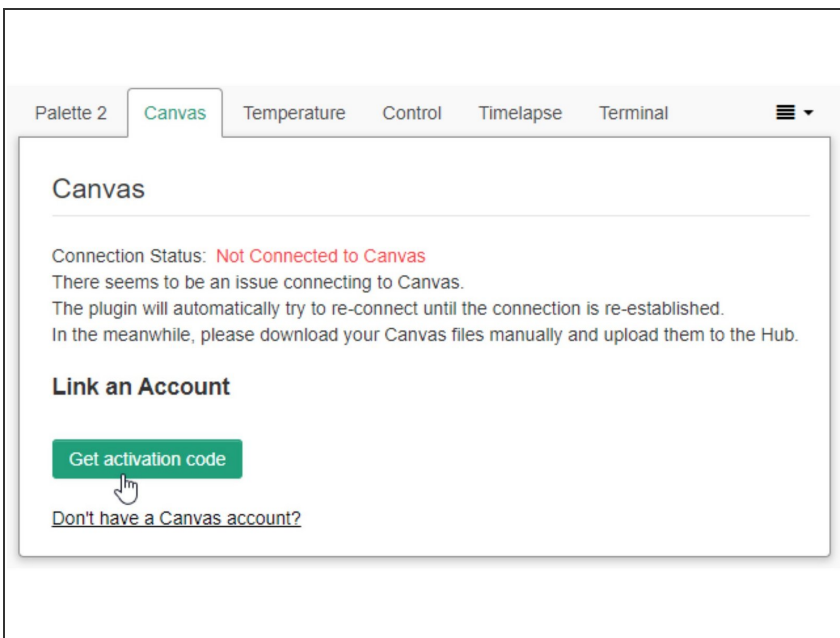 Palette 2 Canvas Temperature Control Timelapse Terminal
Canvas
Connection Status: Not Connected to Canvas
There seems to be an issue connecting to Canvas.
The plugin will automatically try to re-connect until the connection is re-established.
In the meanwhile, please download your Canvas files manually and upload them to the Hub.
Link an Account
Get activation code
Don't have a Canvas account?